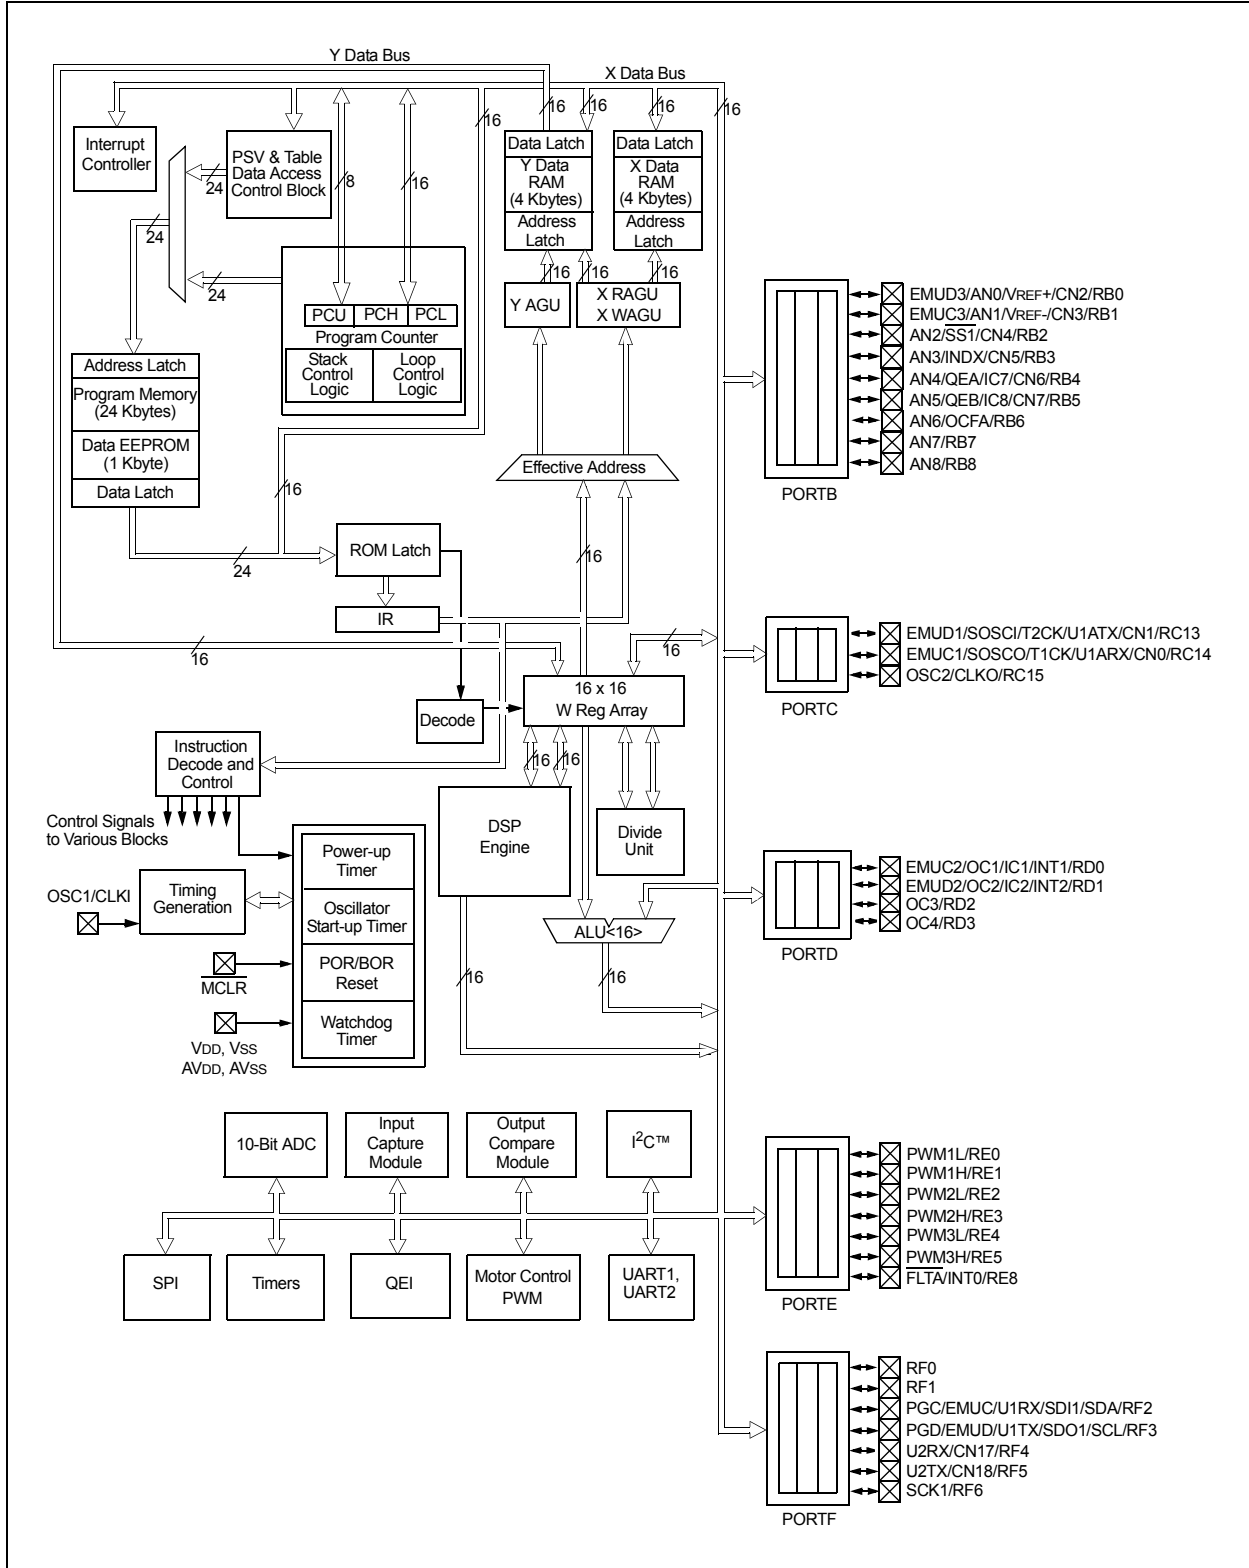 Y Data Bus
X Data Bus
16
16
16
16
16
Interrupt
Controller
PSV & Table
Data Access
Control Block
24
24
24
8
16
Data Latch
Y Data
RAM
(4 Kbytes)
Address
Latch
Data Latch
X Data
RAM
(4 Kbytes)
Address
Latch
16
16
16
Y AGU
X RAGU
X WAGU
PCU PCH PCL
Program Counter
Stack
Control
Logic
Loop
Control
Logic
Address Latch
Program Memory
(24 Kbytes)
Data EEPROM
(1 Kbyte)
Data Latch
16
24
Effective Address
16
ROM Latch
IR
16
16
16 x 16
W Reg Array
Decode
16
16
Instruction
Decode and
Control
Control Signals
to Various Blocks
DSP
Engine
Divide
Unit
Power-up
Timer
Oscillator
Start-up Timer
POR/BOR
Reset
Watchdog
Timer
OSC1/CLKI
Timing
Generation
MCLR
VDD, VSS
AVDD, AVSS
ALU<16>
16
16
10-Bit ADC
Input
Capture
Module
Output
Compare
Module
I²C™
SPI
Timers
QEI
Motor Control
PWM
UART1,
UART2
EMUD3/AN0/VREF+/CN2/RB0
EMUC3/AN1/VREF-/CN3/RB1
AN2/SS1/CN4/RB2
AN3/INDX/CN5/RB3
AN4/QEA/IC7/CN6/RB4
AN5/QEB/IC8/CN7/RB5
AN6/OCFA/RB6
AN7/RB7
AN8/RB8
PORTB
EMUD1/SOSCI/T2CK/U1ATX/CN1/RC13
EMUC1/SOSCO/T1CK/U1ARX/CN0/RC14
OSC2/CLKO/RC15
PORTC
EMUC2/OC1/IC1/INT1/RD0
EMUD2/OC2/IC2/INT2/RD1
OC3/RD2
OC4/RD3
PORTD
PWM1L/RE0
PWM1H/RE1
PWM2L/RE2
PWM2H/RE3
PWM3L/RE4
PWM3H/RE5
FLTA/INT0/RE8
PORTE
RF0
RF1
PGC/EMUC/U1RX/SDI1/SDA/RF2
PGD/EMUD/U1TX/SDO1/SCL/RF3
U2RX/CN17/RF4
U2TX/CN18/RF5
SCK1/RF6
PORTF